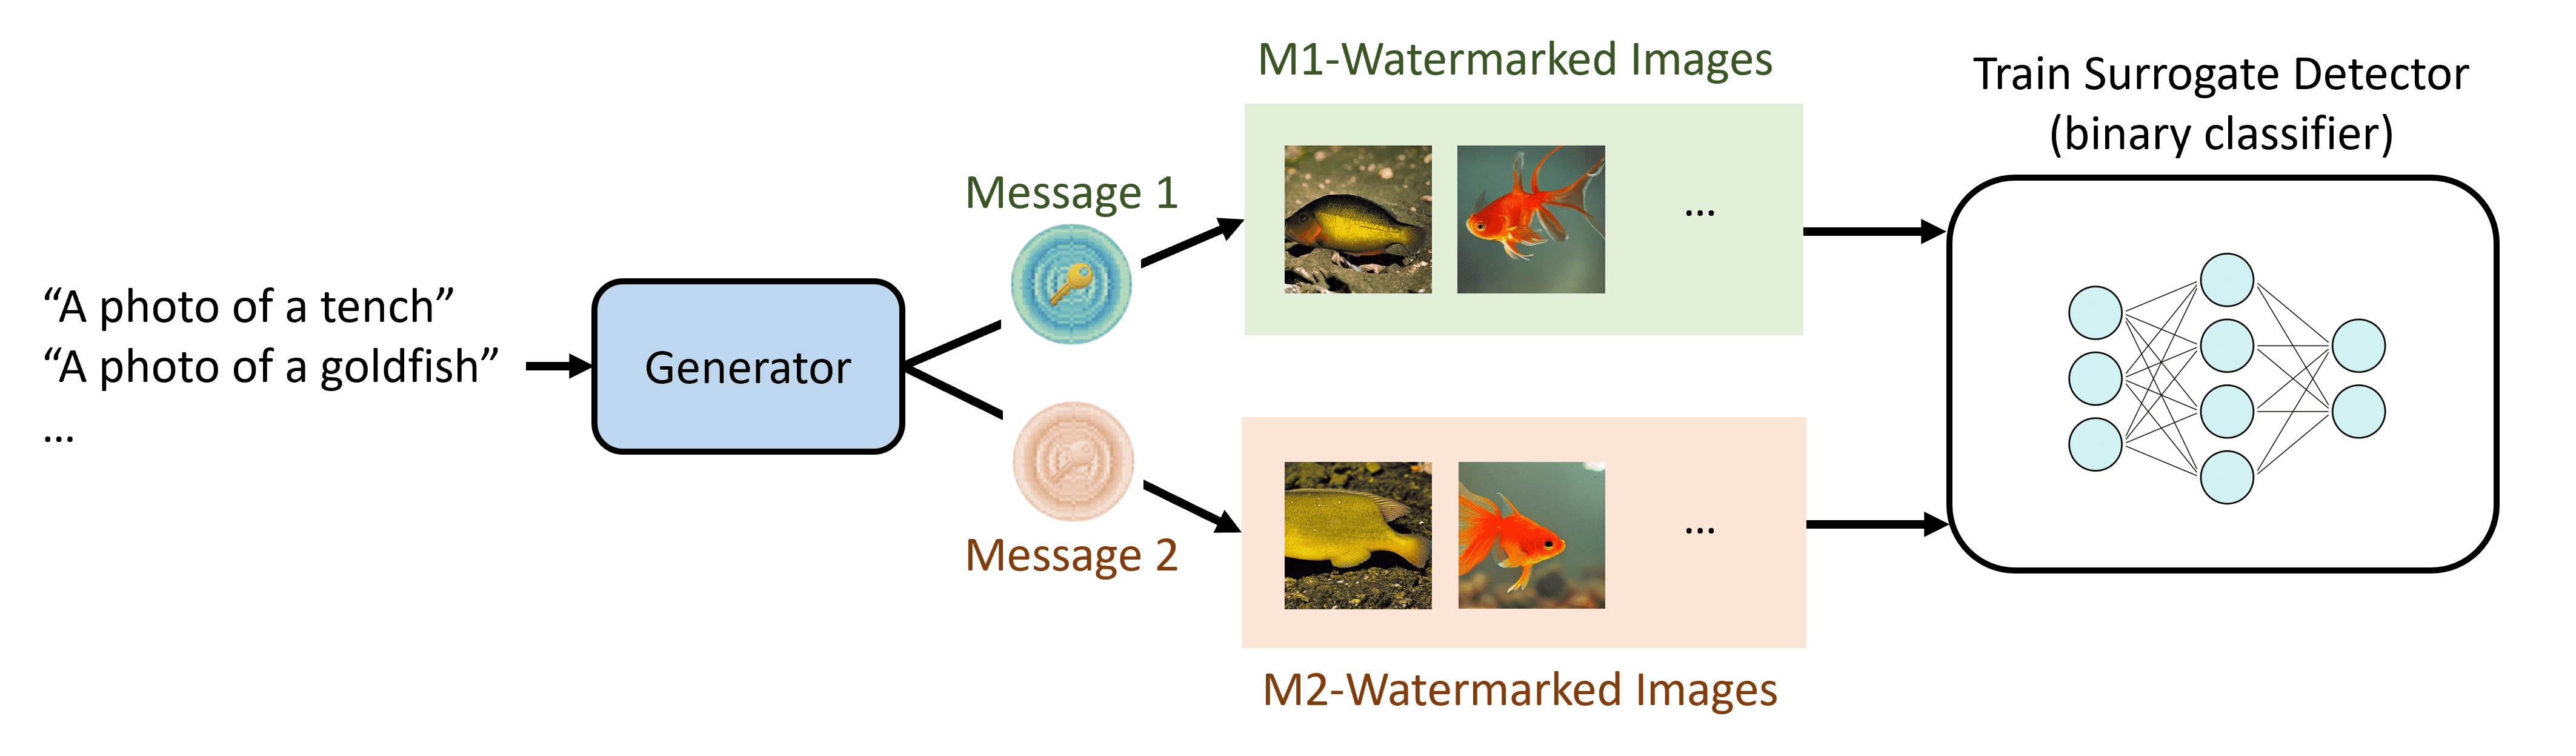 “A photo of a tench”
“A photo of a goldfish”
...
Generator
Message 1
Message 2
M1-Watermarked Images
...
M2-Watermarked Images
...
Train Surrogate Detector
(binary classifier)